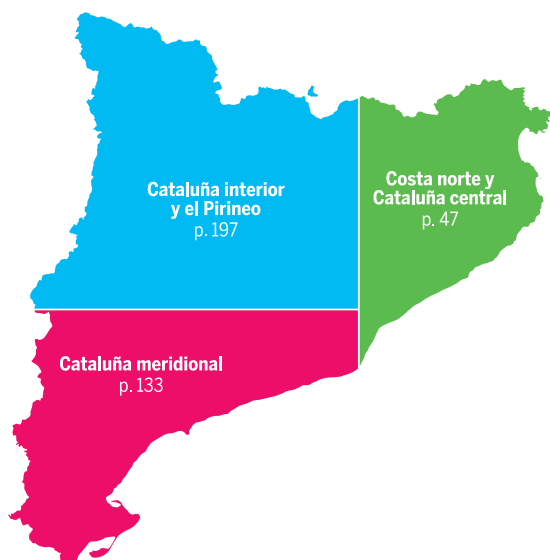 Cataluña interior
y el Pirineo
p. 197
Costa norte y
Cataluña central
p. 47
Cataluña meridional
p. 133